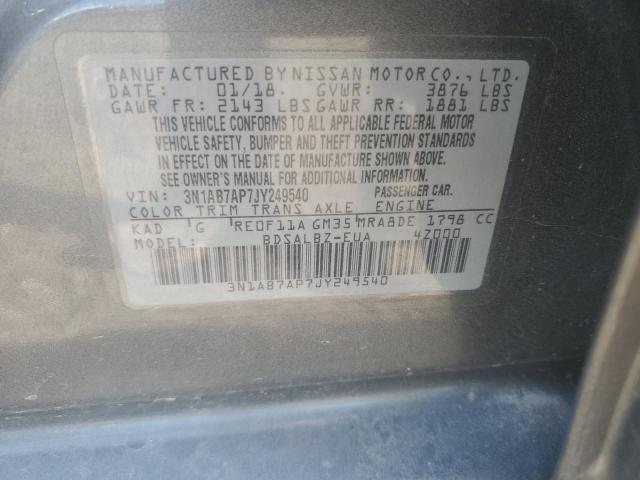 MANUFACTURED BY NISSAN MOTOR CO., LTD.
DATE: 01/18. GVWR: 3876 LBS
GAWR FR: 2143 LBS GAWR RR: 1881 LBS
THIS VEHICLE CONFORMS TO ALL APPLICABLE FEDERAL MOTOR
VEHICLE SAFETY, BUMPER AND THEFT PREVENTION STANDARDS
IN EFFECT ON THE DATE OF MANUFACTURE SHOWN ABOVE.
SEE OWNER'S MANUAL FOR ADDITIONAL INFORMATION.
VIN: 3N1AB7AP7JY249540 PASSENGER CAR.
COLOR TRIM TRANS AXLE ENGINE
KAD G RE0F11A GM35 MRA8DE 1798 CC
MODEL: BDSALBZ-EUA 4Z000
3N1AB7AP7JY249540